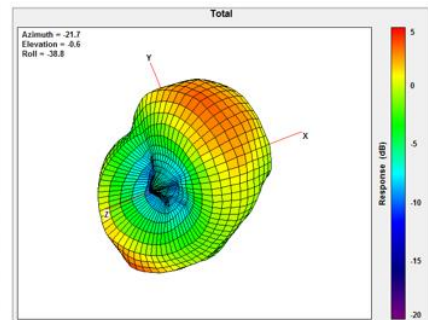 Total
Azimuth = -21.7
Elevation = -0.6
Roll = -38.8
Y
X
Z
5
0
-5
-10
-15
-20
Response (dB)